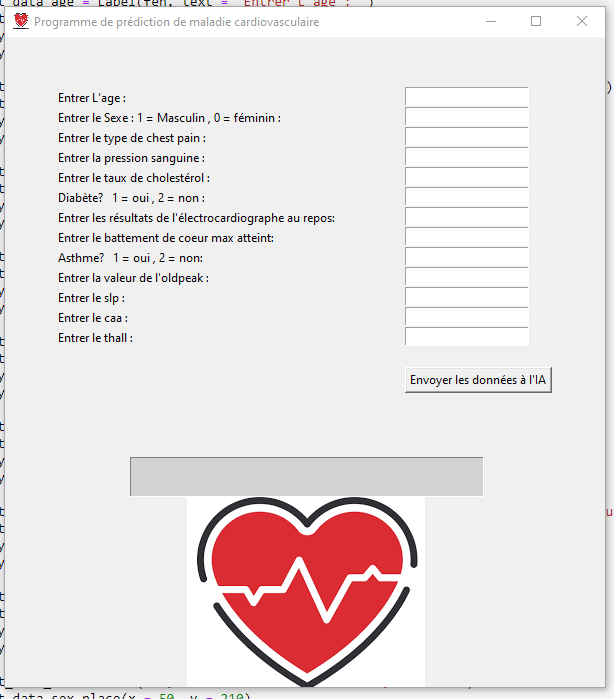 t_data_age = Label(fen, text = "Entrer L'age : ")
Programme de prédiction de maladie cardiovasculaire
Entrer L'age :
Entrer le Sexe : 1 = Masculin , 0 = féminin :
Entrer le type de chest pain :
Entrer la pression sanguine :
Entrer le taux de cholestérol :
Diabète?   1 = oui , 2 = non :
Entrer les résultats de l'électrocardiographe au repos:
Entrer le battement de coeur max atteint:
Asthme?   1 = oui , 2 = non:
Entrer la valeur de l'oldpeak :
Entrer le slp :
Entrer le caa :
Entrer le thall :
Envoyer les données à l'IA
t_data_sex.place(x = 50, y = 210)